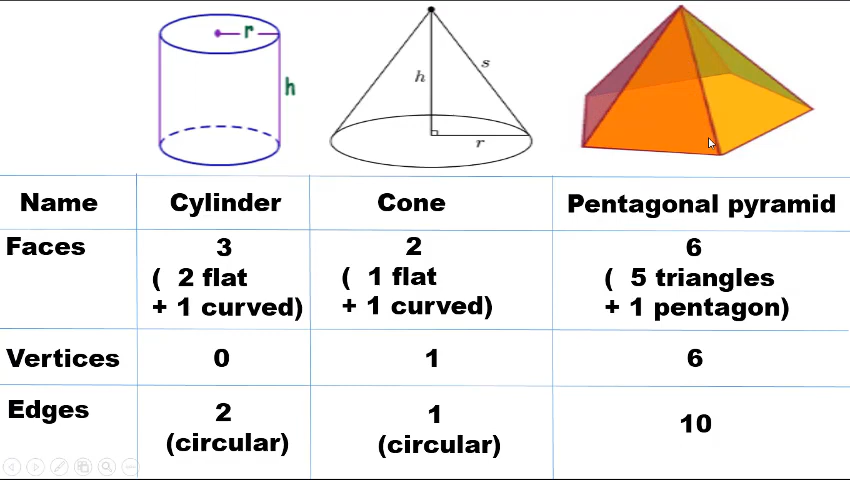 r
h
h
s
r
Name
Cylinder
Cone
Pentagonal pyramid
Faces
3
( 2 flat
+ 1 curved)
2
( 1 flat
+ 1 curved)
6
( 5 triangles
+ 1 pentagon)
Vertices
0
1
6
Edges
2
(circular)
1
(circular)
10